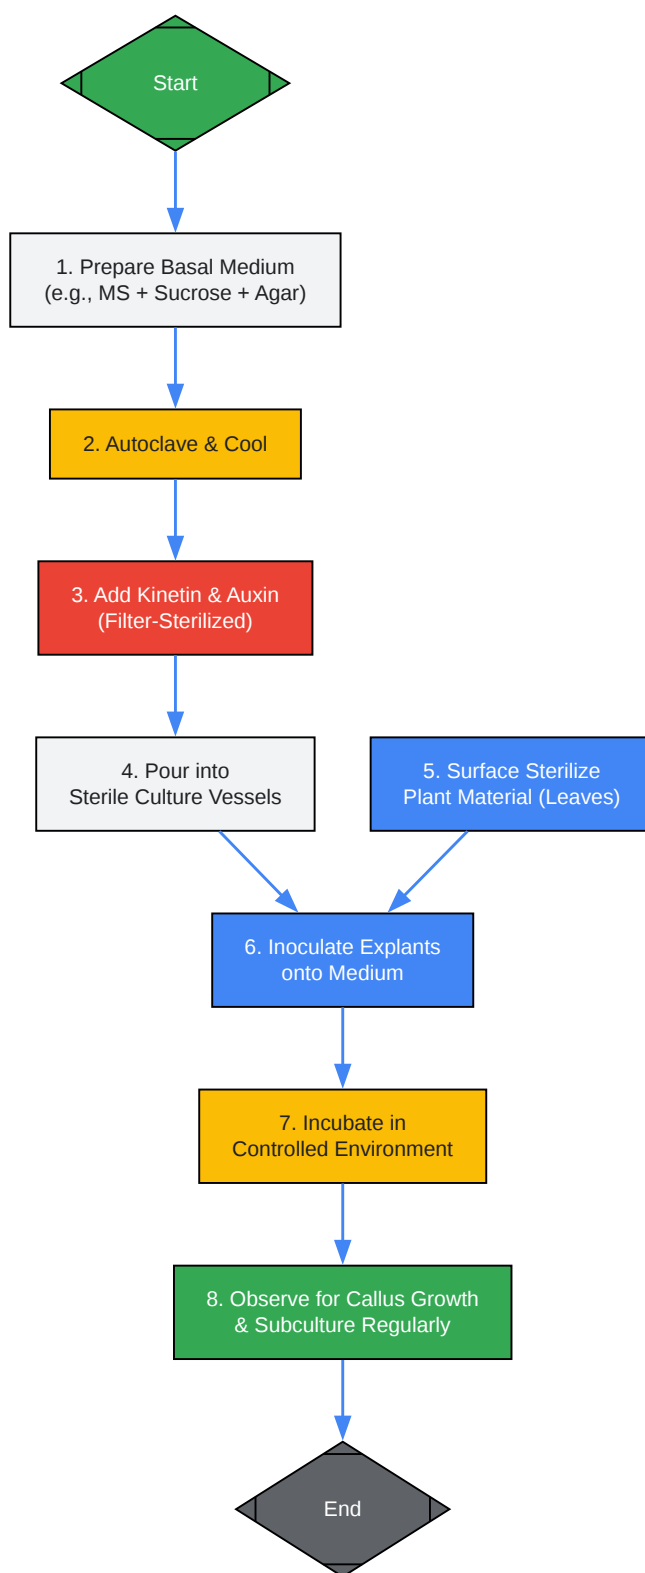 Start
1. Prepare Basal Medium
(e.g., MS + Sucrose + Agar)
2. Autoclave & Cool
3. Add Kinetin & Auxin
(Filter-Sterilized)
4. Pour into
Sterile Culture Vessels
5. Surface Sterilize
Plant Material (Leaves)
6. Inoculate Explants
onto Medium
7. Incubate in
Controlled Environment
8. Observe for Callus Growth
& Subculture Regularly
End